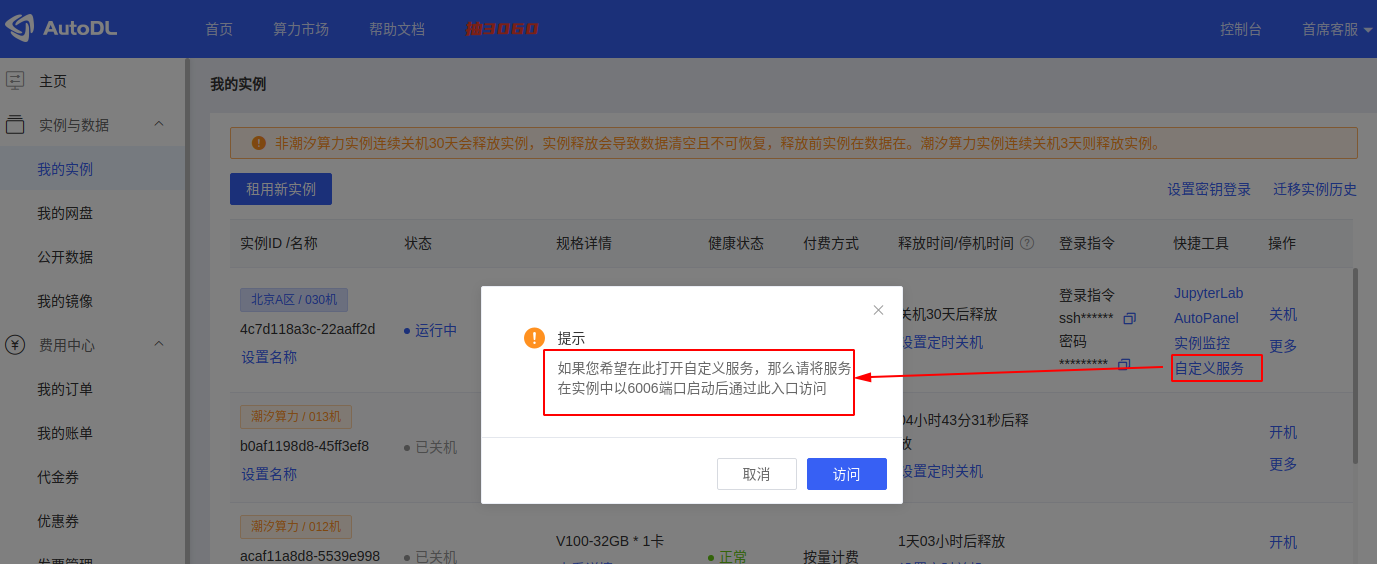 AutoDL
首页
算力市场
帮助文档
抽3060
控制台
首席客服
主页
实例与数据
我的实例
我的网盘
公开数据
我的镜像
费用中心
我的订单
我的账单
代金券
优惠券
发票管理
我的实例
非潮汐算力实例连续关机30天会释放实例，实例释放会导致数据清空且不可恢复，释放前实例在数据在。潮汐算力实例连续关机3天则释放实例。
租用新实例
设置密钥登录
迁移实例历史
实例ID /名称
状态
规格详情
健康状态
付费方式
释放时间/停机时间
登录指令
快捷工具
操作
北京A区 / 030机
4c7d118a3c-22aaff2d
设置名称
运行中
关机30天后释放
设置定时关机
登录指令
ssh******
密码
*********
JupyterLab
AutoPanel
实例监控
自定义服务
关机
更多
提示
如果您希望在此打开自定义服务，那么请将服务
在实例中以6006端口启动后通过此入口访问
取消
访问
潮汐算力 / 013机
b0af1198d8-45ff3ef8
设置名称
已关机
04小时43分31秒后释
放
设置定时关机
开机
更多
潮汐算力 / 012机
acaf11a8d8-5539e998
已关机
V100-32GB * 1卡
正常
按量计费
1天03小时后释放
开机